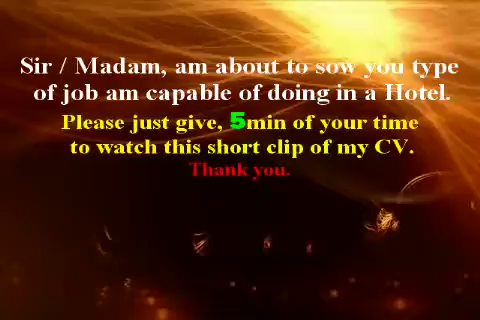 Sir / Madam, am about to sow you type
of job am capable of doing in a Hotel.
Please just give, 5min of your time
to watch this short clip of my CV.
Thank you.